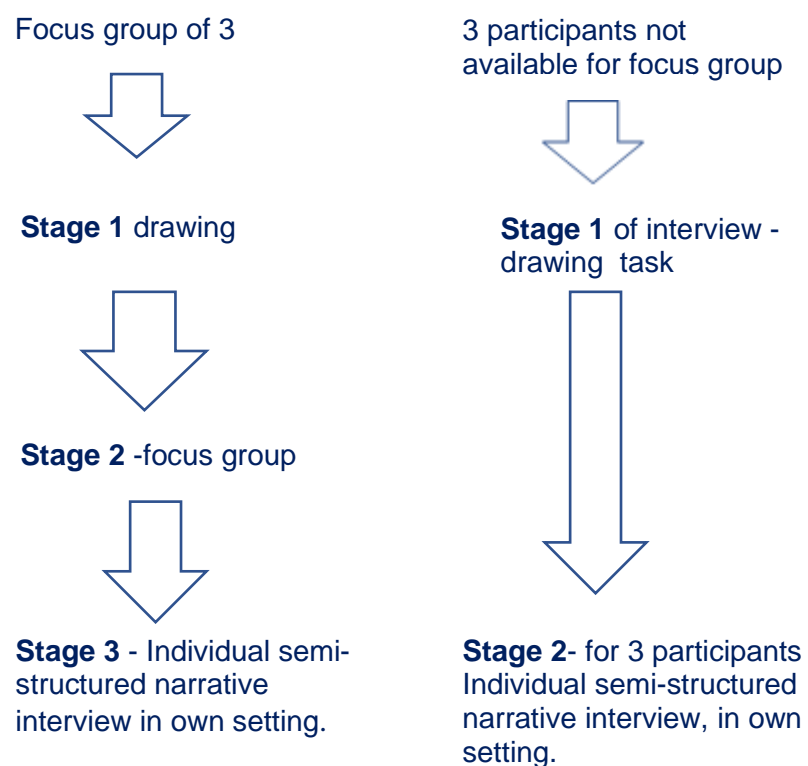 Focus group of 3
Stage 1 drawing
Stage 2 -focus group
Stage 3 - Individual semi-
structured narrative
interview in own setting.
3 participants not
available for focus group
Stage 1 of interview -
drawing task
Stage 2- for 3 participants
Individual semi-structured
narrative interview, in own
setting.